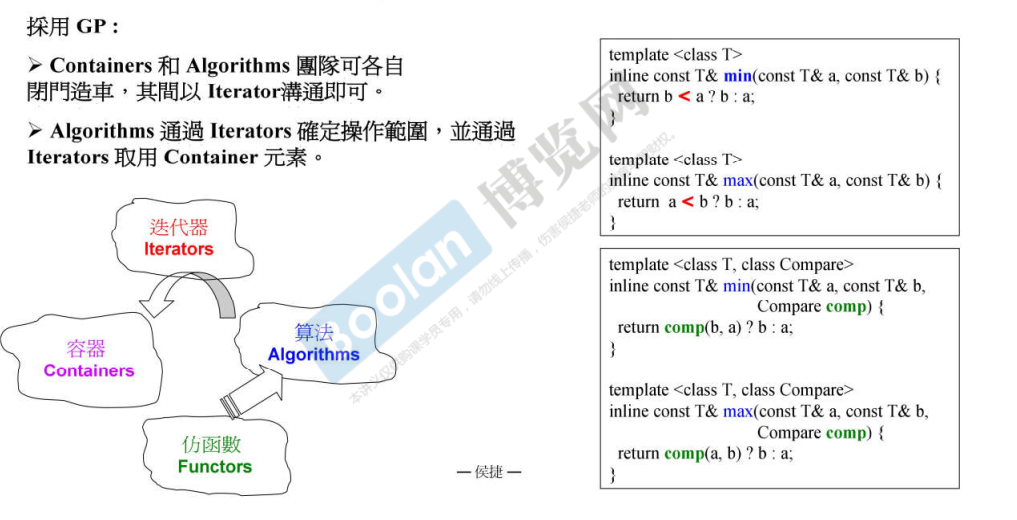 採用 GP :
➢ Containers 和 Algorithms 團隊可各自
閉門造車，其間以 Iterator溝通即可。
➢ Algorithms 通過 Iterators 確定操作範圍，並通過
Iterators 取用 Container 元素。
迭代器
Iterators
容器
Containers
算法
Algorithms
仿函數
Functors
— 侯捷 —
template <class T>
inline const T& min(const T& a, const T& b) {
return b < a ? b : a;
}
template <class T>
inline const T& max(const T& a, const T& b) {
return a < b ? b : a;
}
template <class T, class Compare>
inline const T& min(const T& a, const T& b,
Compare comp) {
return comp(b, a) ? b : a;
}
template <class T, class Compare>
inline const T& max(const T& a, const T& b,
Compare comp) {
return comp(a, b) ? b : a;
}
Boolan 博览网
本讲义仅供购课学员专用，请勿线上传播，伤害侯捷老师的
权。